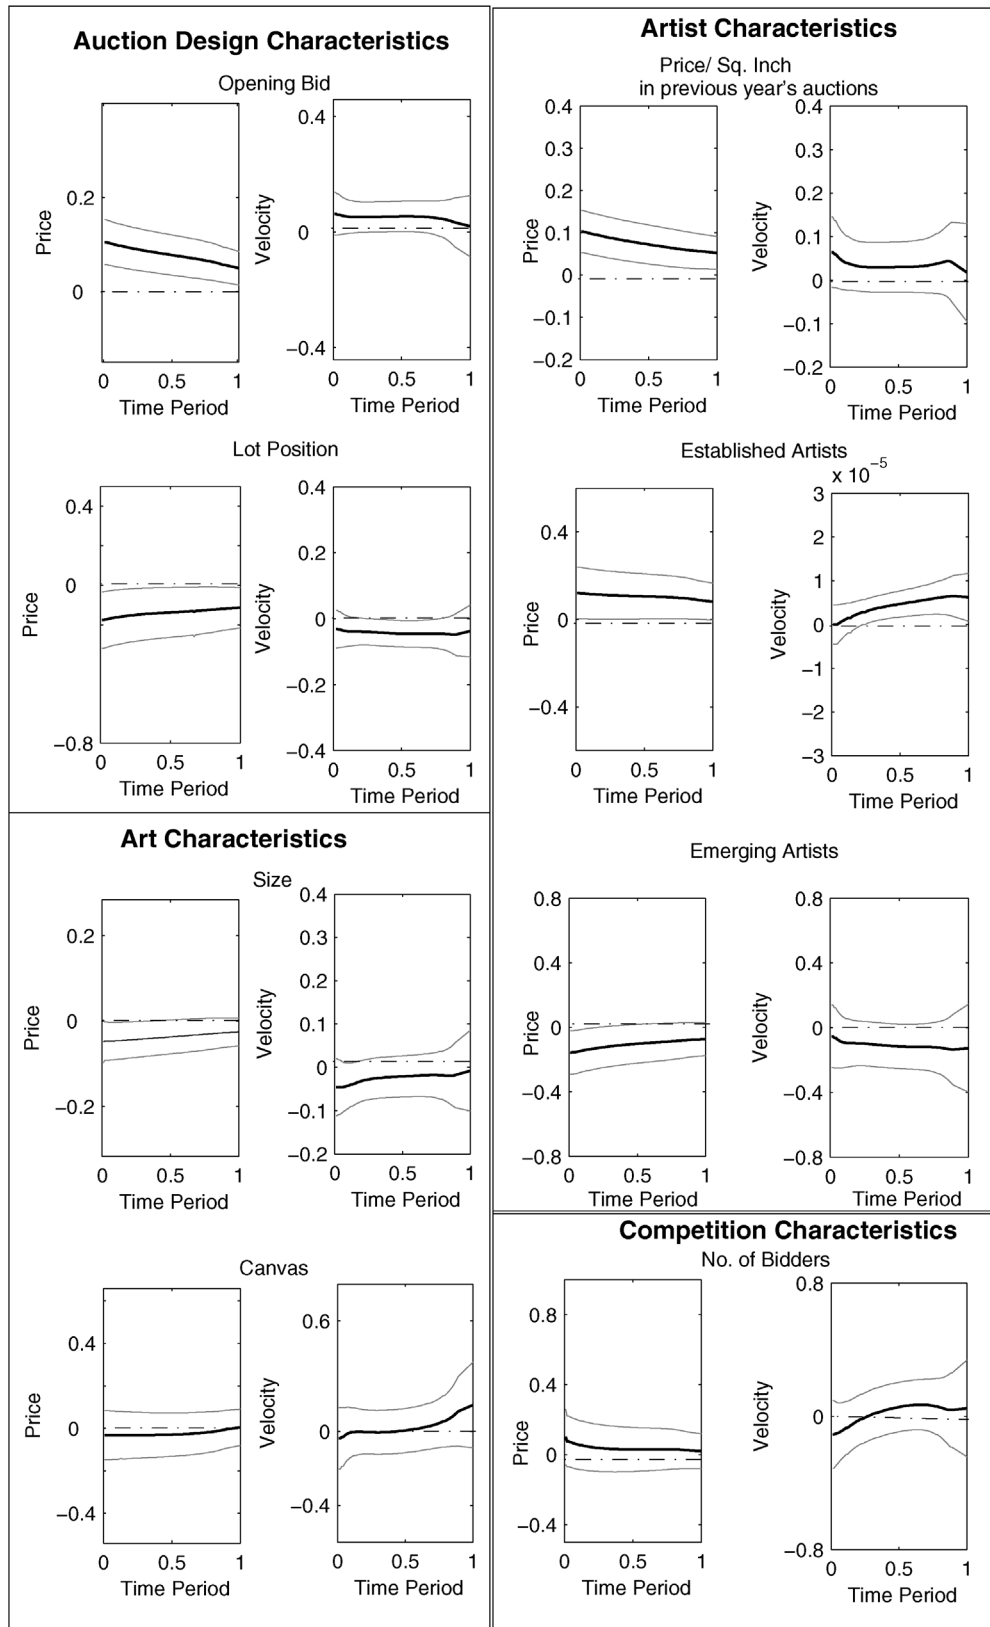 Auction Design Characteristics
Opening Bid
Price
0.2
0
0 0.5 1
Time Period
Velocity
0.4
0
−0.4
0 0.5 1
Time Period
Lot Position
Price
0.4
0
−0.8
0 0.5 1
Time Period
Velocity
0.4
0.2
0
−0.2
−0.4
0 0.5 1
Time Period
Art Characteristics
Size
Price
0.2
0
−0.2
0 0.5 1
Time Period
Velocity
0.4
0.3
0.4
0.1
0
−0.1
−0.2
0 0.5 1
Time Period
Canvas
Price
0.4
0
−0.4
0 0.5 1
Time Period
Velocity
0.6
0
−0.4
0 0.5 1
Time Period
Artist Characteristics
Price/ Sq. Inch
in previous year's auctions
Price
0.4
0.3
0.2
0.1
0
−0.1
−0.2
0 0.5 1
Time Period
Velocity
0.4
0.3
0.4
0.1
0
−0.1
−0.2
0 0.5 1
Time Period
Established Artists
Price
0.4
0
−0.4
0 0.5 1
Time Period
Velocity
x 10−5
3
2
1
0
−1
−2
−3
0 0.5 1
Time Period
Emerging Artists
Price
0.8
0.4
0
−0.4
−0.8
0 0.5 1
Time Period
Velocity
0.8
0.4
0
−0.4
−0.8
0 0.5 1
Time Period
Competition Characteristics
No. of Bidders
Price
0.8
0.4
0
−0.4
0 0.5 1
Time Period
Velocity
0.8
0
−0.8
0 0.5 1
Time Period